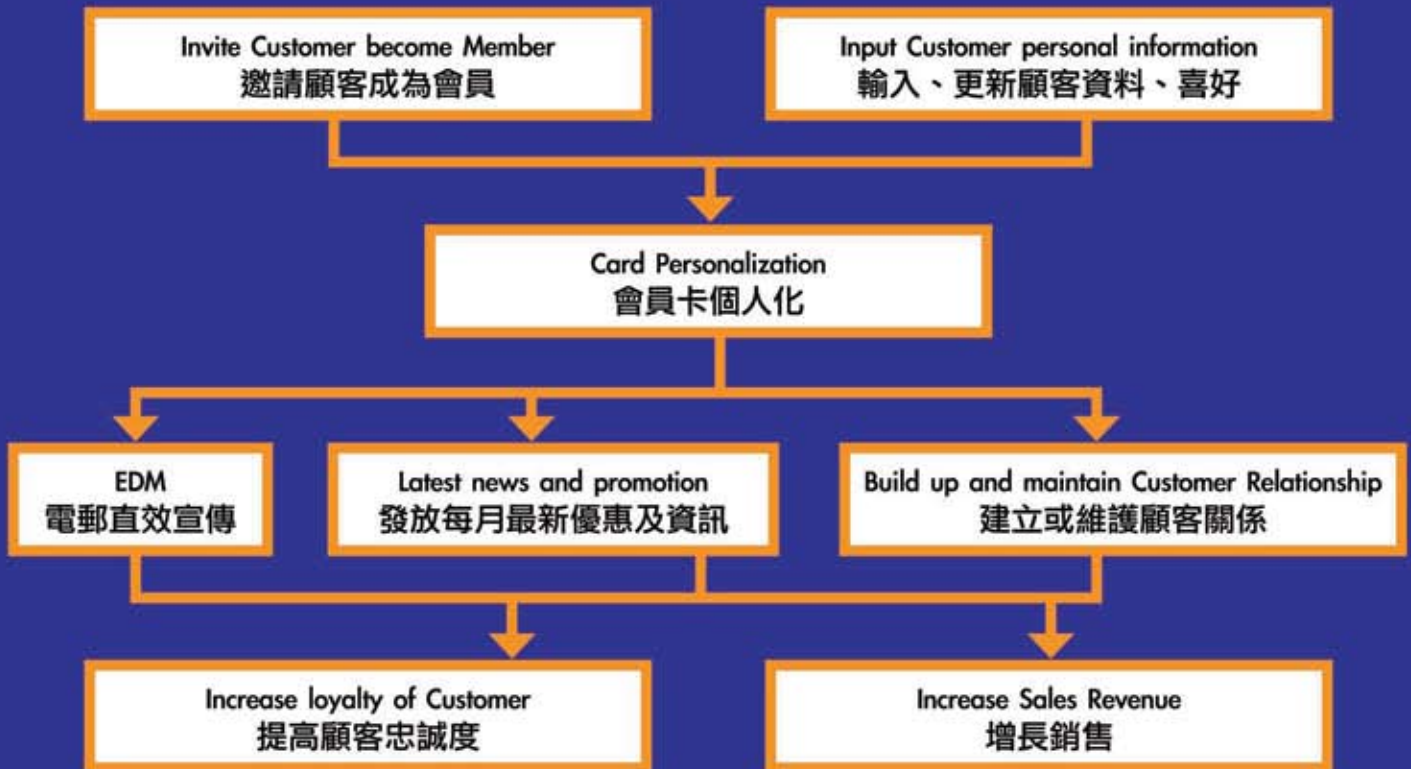 Invite Customer become Member
邀請顧客成為會員
Input Customer personal information
輸入、更新顧客資料、喜好
Card Personalization
會員卡個人化
EDM
電郵直效宣傳
Latest news and promotion
發放每月最新優惠及資訊
Build up and maintain Customer Relationship
建立或維護顧客關係
Increase loyalty of Customer
提高顧客忠誠度
Increase Sales Revenue
增長銷售